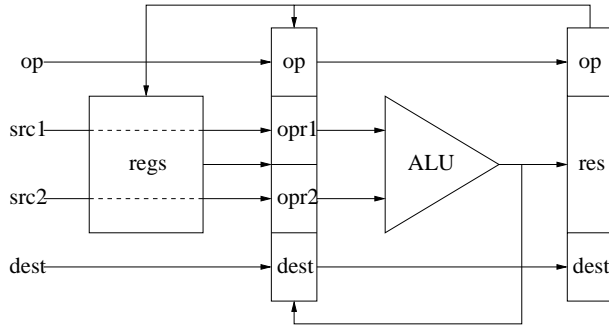 op op op
src1 opr1
regs ALU res
src2 opr2
dest dest dest